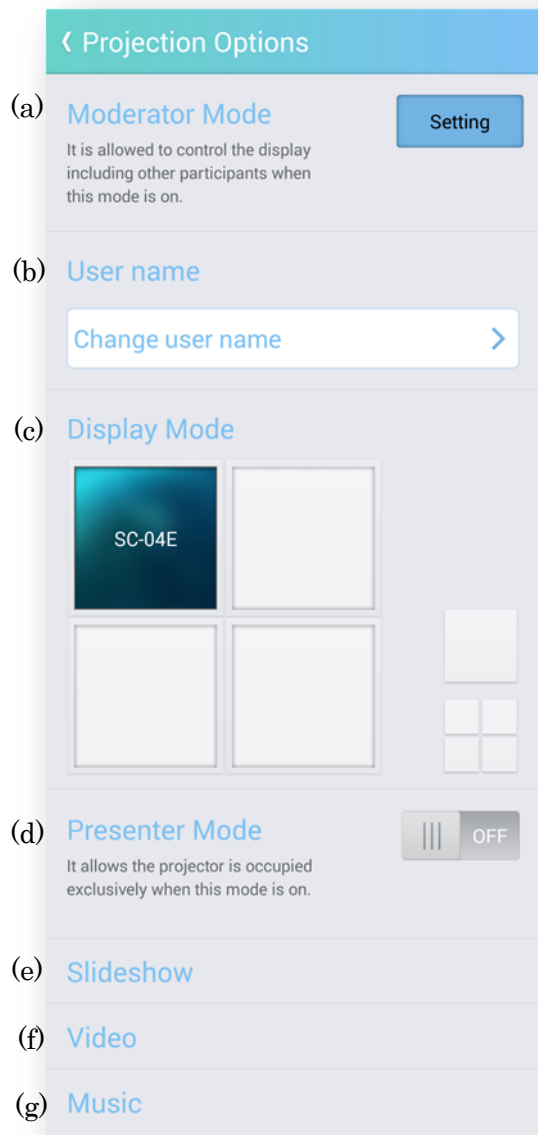 Projection Options
(a) Moderator Mode
Setting
It is allowed to control the display
including other participants when
this mode is on.
(b) User name
Change user name
(c) Display Mode
SC-04E
(d) Presenter Mode
OFF
It allows the projector is occupied
exclusively when this mode is on.
(e) Slideshow
(f) Video
(g) Music